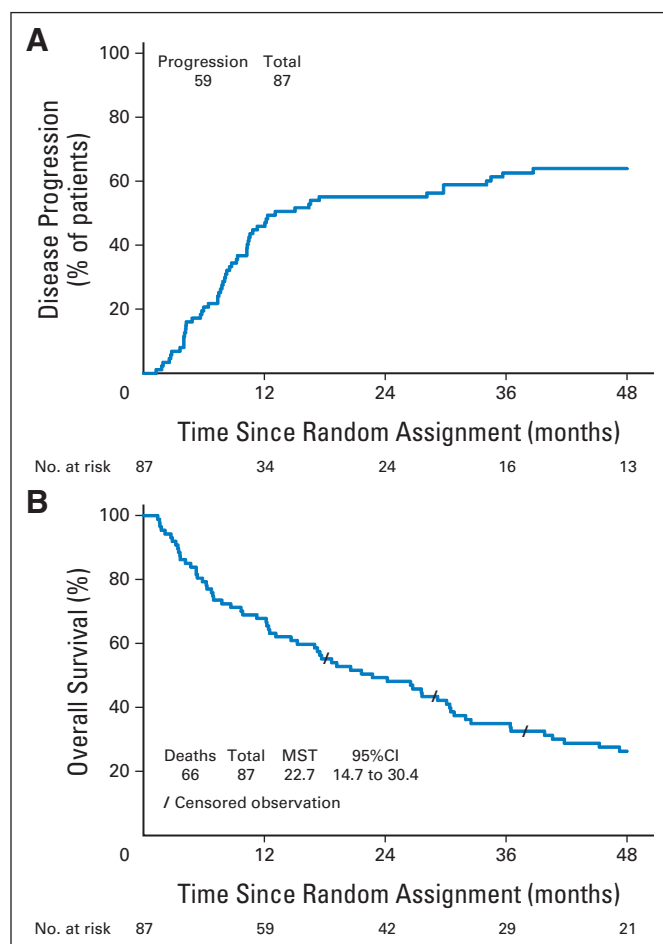 A
100
80
60
40
20
0
Disease Progression
(% of patients)
Progression Total
59 87
12 24 36 48
Time Since Random Assignment (months)
No. at risk 87 34 24 16 13
B
100
80
60
40
20
0
Overall Survival (%)
Deaths Total MST 95%CI
66 87 22.7 14.7 to 30.4
/ Censored observation
12 24 36 48
Time Since Random Assignment (months)
No. at risk 87 59 42 29 21